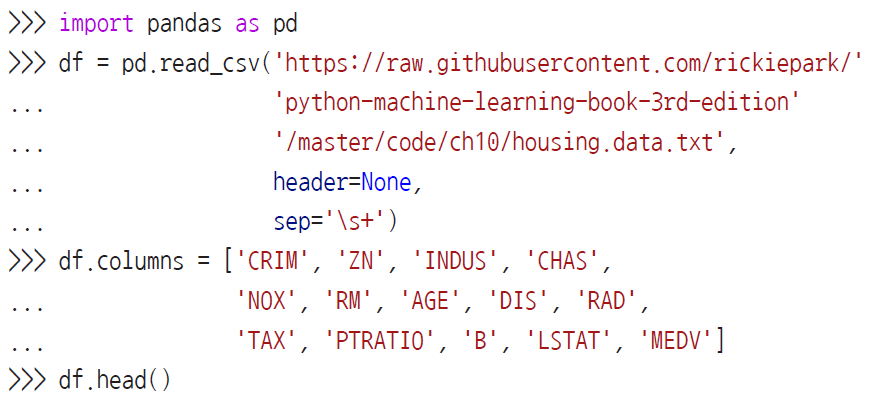 >>> import pandas as pd
>>> df = pd.read_csv('https://raw.githubusercontent.com/rickiepark/'
...                  'python-machine-learning-book-3rd-edition'
...                  '/master/code/ch10/housing.data.txt',
...                  header=None,
...                  sep='\s+')
>>> df.columns = ['CRIM', 'ZN', 'INDUS', 'CHAS',
...               'NOX', 'RM', 'AGE', 'DIS', 'RAD',
...               'TAX', 'PTRATIO', 'B', 'LSTAT', 'MEDV']
>>> df.head()